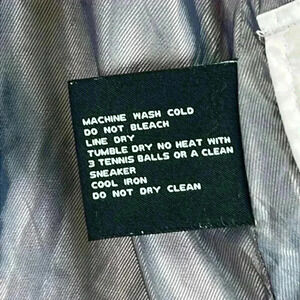 MACHINE WASH COLD
DO NOT BLEACH
LINE DRY
TUMBLE DRY NO HEAT WITH
3 TENNIS BALLS OR A CLEAN
SNEAKER
COOL IRON
DO NOT DRY CLEAN